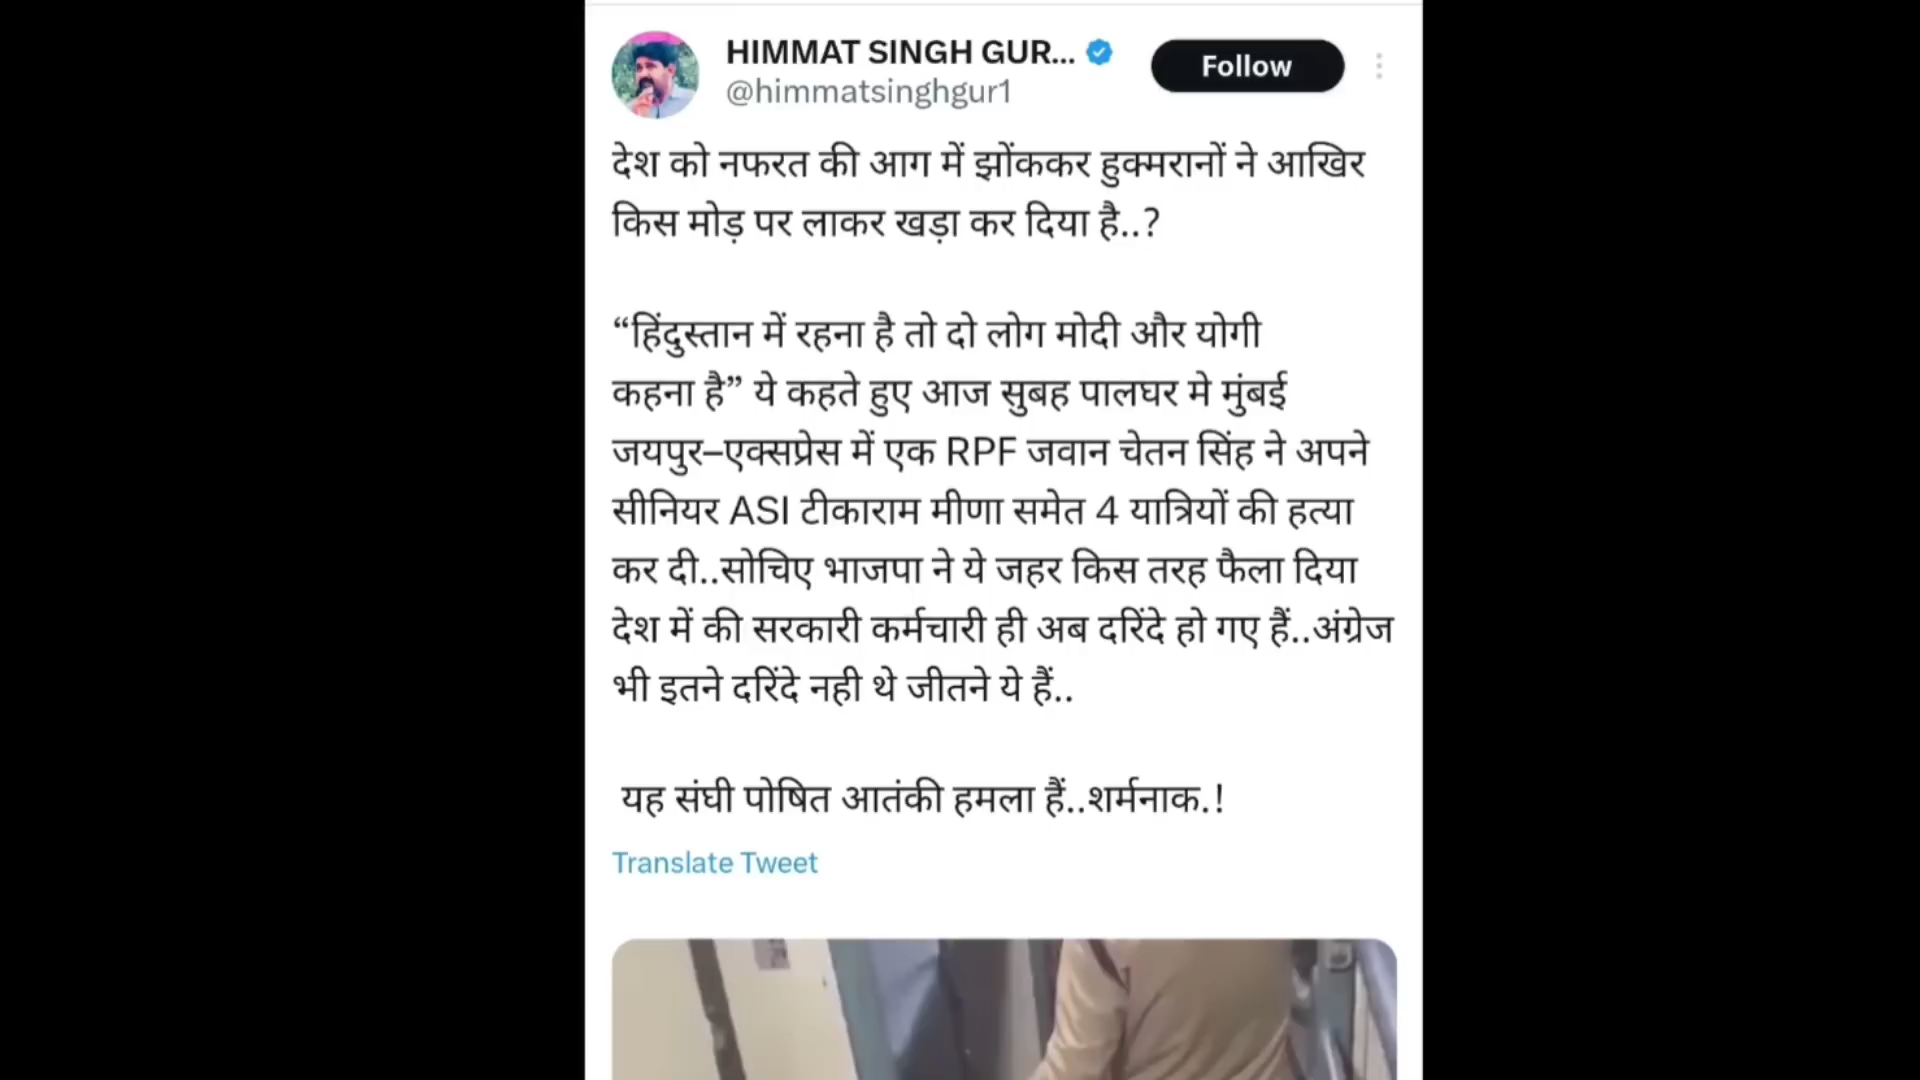 HIMMAT SINGH GUR...
Follow
@himmatsinghgur1
देश को नफरत की आग में झोंककर हुक्मरानों ने आखिर
किस मोड़ पर लाकर खड़ा कर दिया है..?
“हिंदुस्तान में रहना है तो दो लोग मोदी और योगी
कहना है” ये कहते हुए आज सुबह पालघर मे मुंबई
जयपुर–एक्सप्रेस में एक RPF जवान चेतन सिंह ने अपने
सीनियर ASI टीकाराम मीणा समेत 4 यात्रियों की हत्या
कर दी..सोचिए भाजपा ने ये जहर किस तरह फैला दिया
देश में की सरकारी कर्मचारी ही अब दरिंदे हो गए हैं..अंग्रेज
भी इतने दरिंदे नही थे जीतने ये हैं..
यह संघी पोषित आतंकी हमला हैं..शर्मनाक.!
Translate Tweet